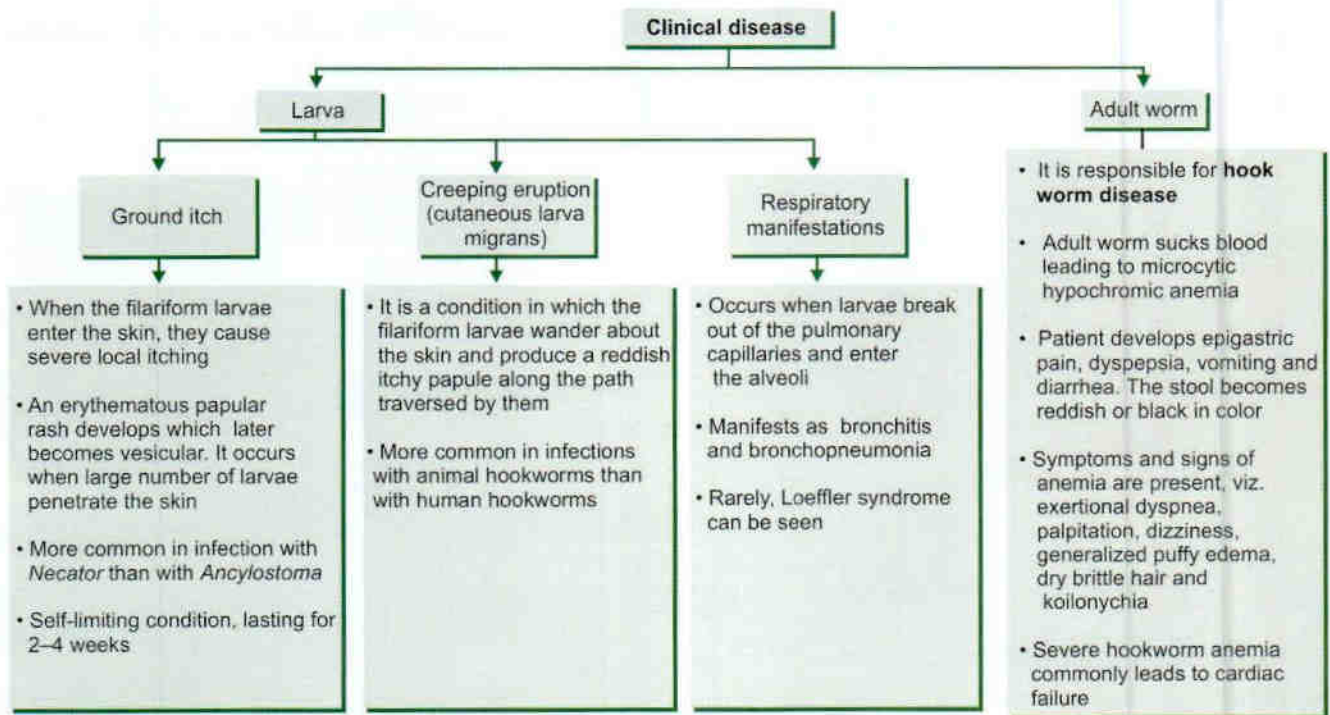 Clinical disease
Larva
Adult worm
Ground itch
Creeping eruption
(cutaneous larva
migrans)
Respiratory
manifestations
• When the filariform larvae
enter the skin, they cause
severe local itching
• An erythematous papular
rash develops which later
becomes vesicular. It occurs
when large number of larvae
penetrate the skin
• More common in infection with
Necator than with Ancylostoma
• Self-limiting condition, lasting for
2–4 weeks
• It is a condition in which the
filariform larvae wander about
the skin and produce a reddish
itchy papule along the path
traversed by them
• More common in infections
with animal hookworms than
with human hookworms
• Occurs when larvae break
out of the pulmonary
capillaries and enter
the alveoli
• Manifests as bronchitis
and bronchopneumonia
• Rarely, Loeffler syndrome
can be seen
• It is responsible for hook
worm disease
• Adult worm sucks blood
leading to microcytic
hypochromic anemia
• Patient develops epigastric
pain, dyspepsia, vomiting and
diarrhea. The stool becomes
reddish or black in color
• Symptoms and signs of
anemia are present, viz.
exertional dyspnea,
palpitation, dizziness,
generalized puffy edema,
dry brittle hair and
koilonychia
• Severe hookworm anemia
commonly leads to cardiac
failure